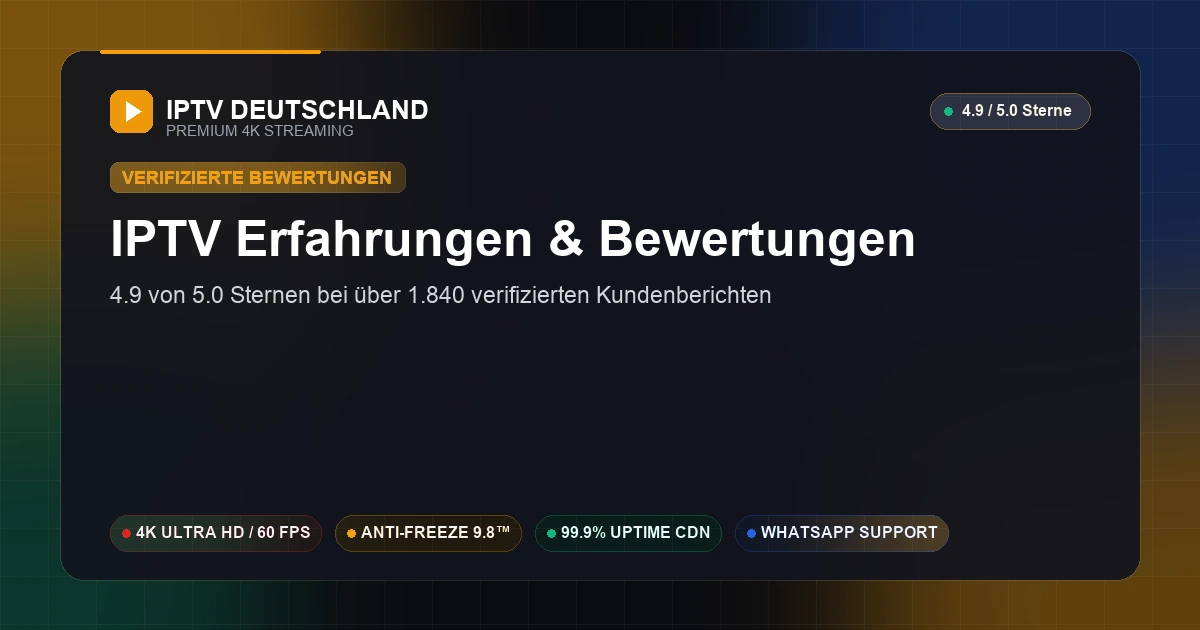 IPTV DEUTSCHLAND
PREMIUM 4K STREAMING
4.9 / 5.0 Sterne
VERIFIZIERTE BEWERTUNGEN
IPTV Erfahrungen & Bewertungen
4.9 von 5.0 Sternen bei über 1.840 verifizierten Kundenberichten
4K ULTRA HD / 60 FPS
ANTI-FREEZE 9.8™
99.9% UPTIME CDN
WHATSAPP SUPPORT